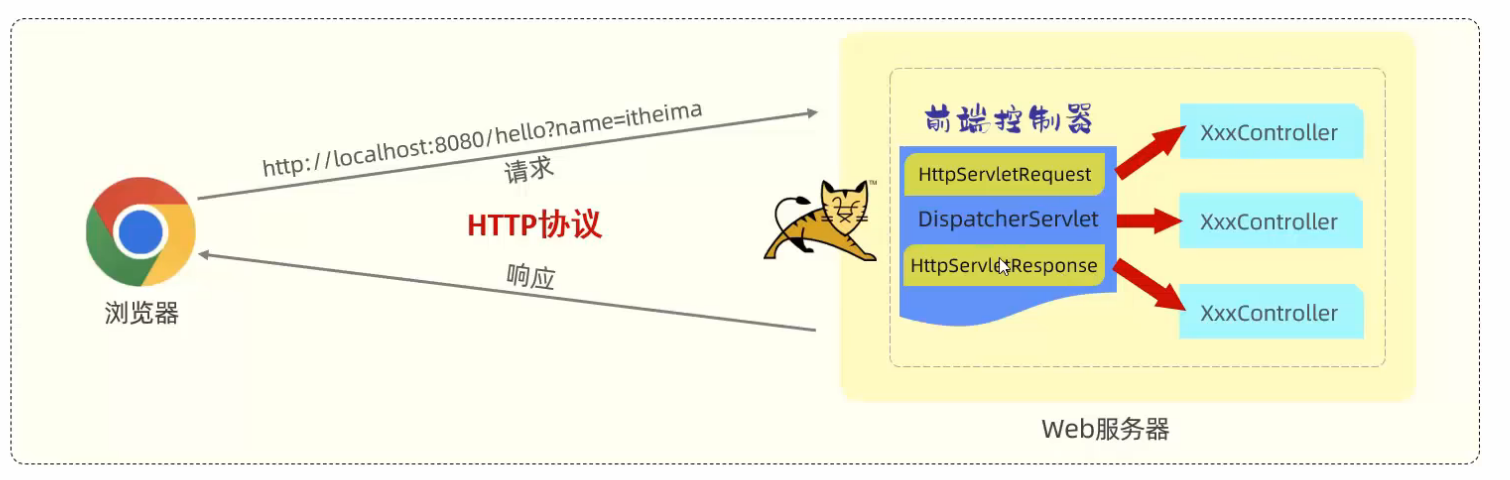 http://localhost:8080/hello?name=itheima
请求
HTTP协议
响应
浏览器
前端控制器
HttpServletRequest
DispatcherServlet
HttpServletResponse
XxxController
XxxController
XxxController
TM
Web服务器